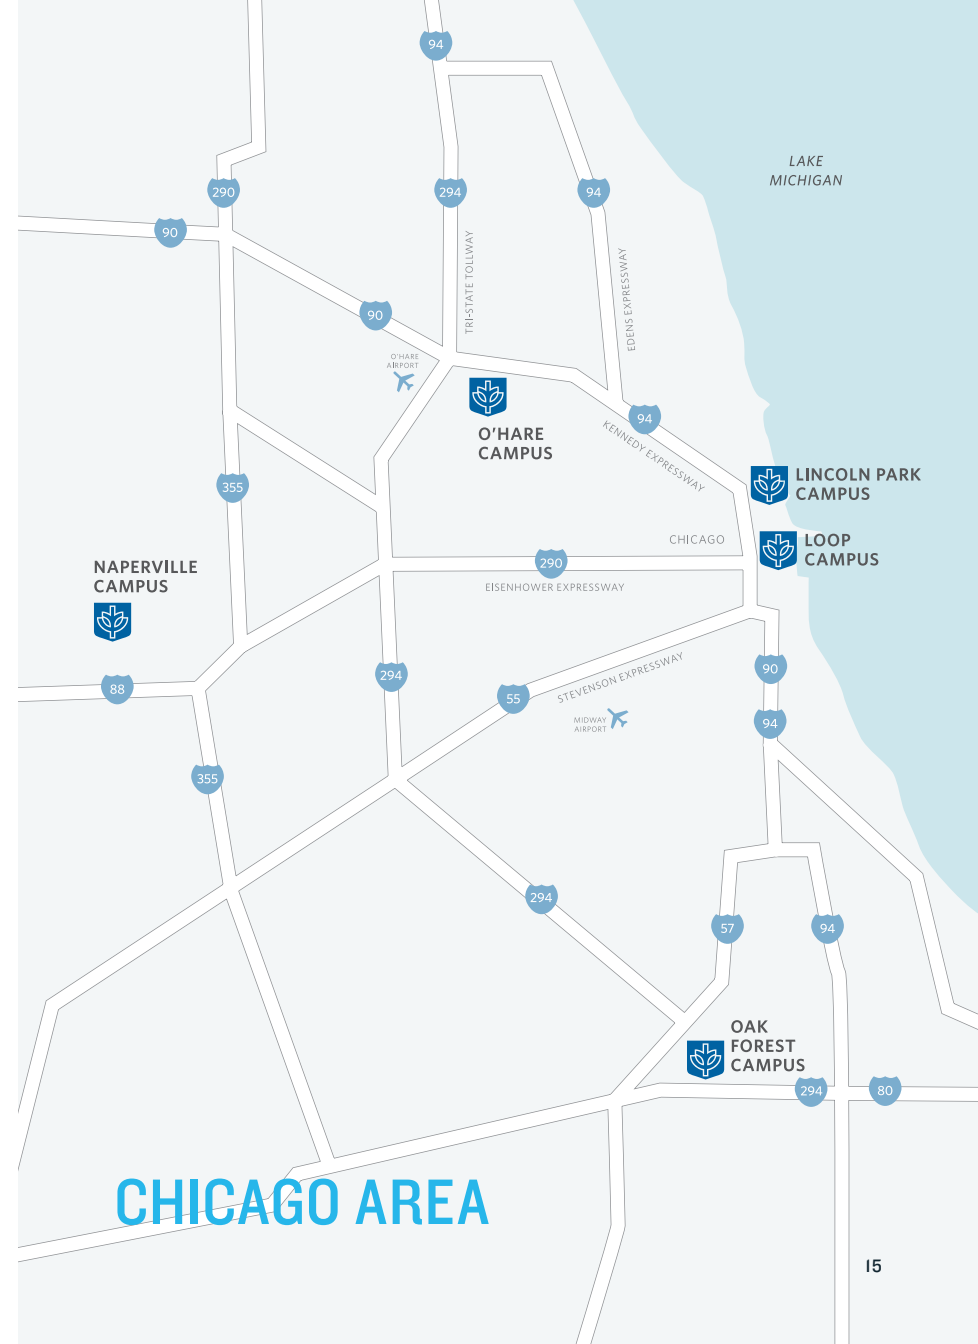 94
LAKE
MICHIGAN
290
294
94
90
TRI-STATE TOLLWAY
EDENS EXPRESSWAY
90
O'HARE
AIRPORT
94
O'HARE
CAMPUS
KENNEDY EXPRESSWAY
LINCOLN PARK
CAMPUS
355
CHICAGO
LOOP
CAMPUS
290
NAPERVILLE
CAMPUS
EISENHOWER EXPRESSWAY
90
294
STEVENSON EXPRESSWAY
88
55
MIDWAY
AIRPORT
94
355
294
57
94
OAK
FOREST
CAMPUS
294
80
CHICAGO AREA
15